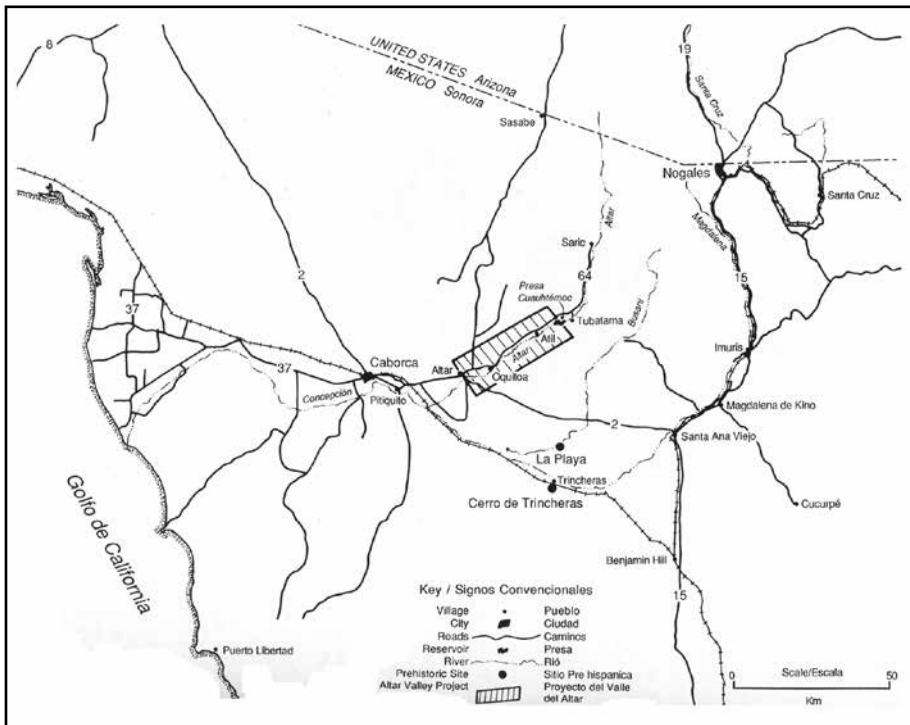 8
19
UNITED STATES Arizona
MEXICO Sonora
Santa Cruz
Sasabe
Nogales
Santa Cruz
Magdalena
Altar
Saric
2
64
15
Busani
37
Presa
Cuauhtémoc
Tubatama
Atil
Altar
Imuris
Caborca
Altar
Oquitoa
37
Concepción
Pitiquito
Magdalena de Kino
2
Santa Ana Viejo
La Playa
Trincheras
Cerro de Trincheras
Cucurpé
Golfo de California
Benjamín Hill
15
Puerto Libertad
Key / Signos Convencionales
Village Pueblo
City Ciudad
Roads Caminos
Reservoir Presa
River Rió
Prehistoric Site Sitio Pre hispanica
Altar Valley Project Proyecto del Valle
del Altar
Scale/Escala
0 50
Km